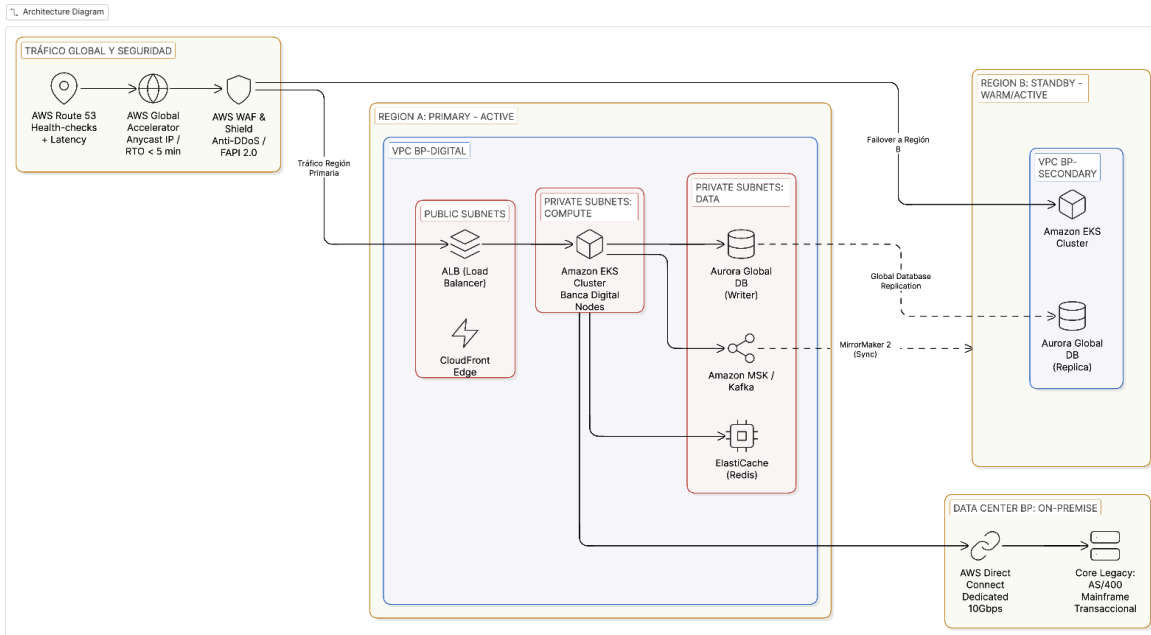 Architecture Diagram
TRÁFICO GLOBAL Y SEGURIDAD
AWS Route 53
Health-checks
+ Latency
AWS Global
Accelerator
Anycast IP /
RTO < 5 min
AWS WAF &
Shield
Anti-DDoS /
FAPI 2.0
Tráfico Región
Primaria
REGION A: PRIMARY - ACTIVE
VPC BP-DIGITAL
PUBLIC SUBNETS
ALB (Load
Balancer)
CloudFront
Edge
PRIVATE SUBNETS:
COMPUTE
Amazon EKS
Cluster
Banca Digital
Nodes
PRIVATE SUBNETS:
DATA
Aurora Global
DB
(Writer)
Amazon MSK /
Kafka
ElastiCache
(Redis)
Failover a Región
B
Global Database
Replication
MirrorMaker 2
(Sync)
REGION B: STANDBY -
WARM/ACTIVE
VPC BP-
SECONDARY
Amazon EKS
Cluster
Aurora Global
DB
(Replica)
DATA CENTER BP: ON-PREMISE
AWS Direct
Connect
Dedicated
10Gbps
Core Legacy:
AS/400
Mainframe
Transaccional